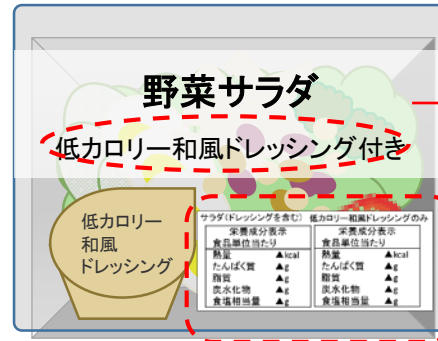 野菜サラダ
低カロリー和風ドレッシング付き
低カロリー
和風
ドレッシング
サラダ(ドレッシングを含む)
栄養成分表示
食品単位当たり
熱量 ▲kcal
たんぱく質 ▲g
脂質 ▲g
炭水化物 ▲g
食塩相当量 ▲g
低カロリー和風ドレッシングのみ
栄養成分表示
食品単位当たり
熱量 ▲kcal
たんぱく質 ▲g
脂質 ▲g
炭水化物 ▲g
食塩相当量 ▲g